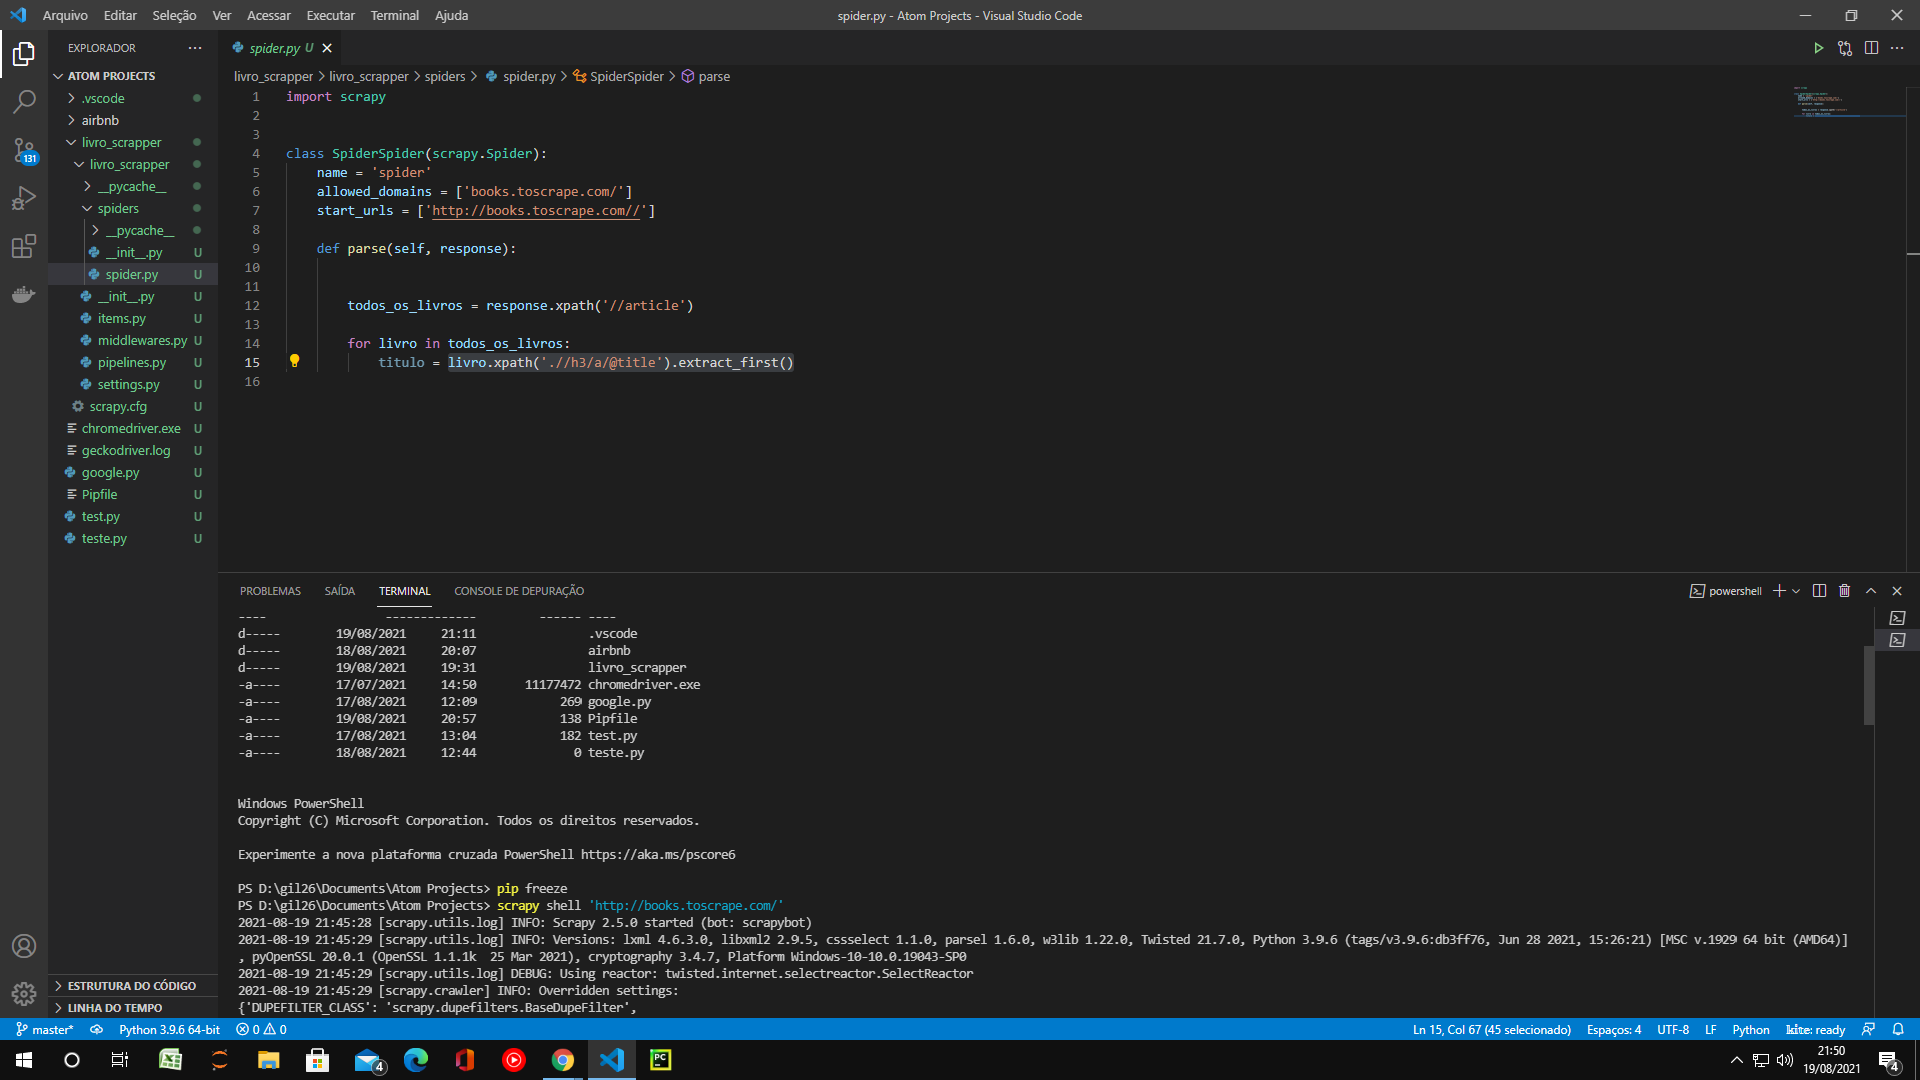 Arquivo Editar Seleção Ver Acessar Executar Terminal Ajuda
spider.py - Atom Projects - Visual Studio Code
EXPLORADOR
ATOM PROJECTS
.vscode
airbnb
livro_scrapper
livro_scrapper
__pycache__
spiders
__pycache__
__init__.py U
spider.py U
__init__.py U
items.py U
middlewares.py U
pipelines.py U
settings.py U
scrapy.cfg U
chromedriver.exe U
geckodriver.log U
google.py U
Pipfile U
test.py U
teste.py U
ESTRUTURA DO CÓDIGO
LINHA DO TEMPO
131
spider.py U
livro_scrapper > livro_scrapper > spiders > spider.py > SpiderSpider > parse
1 import scrapy
2
3
4 class SpiderSpider(scrapy.Spider):
5 name = 'spider'
6 allowed_domains = ['books.toscrape.com/']
7 start_urls = ['http://books.toscrape.com//']
8
9 def parse(self, response):
10
11
12 todos_os_livros = response.xpath('//article')
13
14 for livro in todos_os_livros:
15 titulo = livro.xpath('.//h3/a/@title').extract_first()
16
PROBLEMAS SAÍDA TERMINAL CONSOLE DE DEPURAÇÃO
powershell
---- ------------- ------ ----
d----- 19/08/2021 21:11 .vscode
d----- 18/08/2021 20:07 airbnb
d----- 19/08/2021 19:31 livro_scrapper
-a---- 17/07/2021 14:50 11177472 chromedriver.exe
-a---- 17/08/2021 12:09 269 google.py
-a---- 19/08/2021 20:57 138 Pipfile
-a---- 17/08/2021 13:04 182 test.py
-a---- 18/08/2021 12:44 0 teste.py
Windows PowerShell
Copyright (C) Microsoft Corporation. Todos os direitos reservados.
Experimente a nova plataforma cruzada PowerShell https://aka.ms/pscore6
PS D:\gil26\Documents\Atom Projects> pip freeze
PS D:\gil26\Documents\Atom Projects> scrapy shell 'http://books.toscrape.com/'
2021-08-19 21:45:28 [scrapy.utils.log] INFO: Scrapy 2.5.0 started (bot: scrapybot)
2021-08-19 21:45:29 [scrapy.utils.log] INFO: Versions: lxml 4.6.3.0, libxml2 2.9.5, cssselect 1.1.0, parsel 1.6.0, w3lib 1.22.0, Twisted 21.7.0, Python 3.9.6 (tags/v3.9.6:db3ff76, Jun 28 2021, 15:26:21) [MSC v.1929 64 bit (AMD64)]
, pyOpenSSL 20.0.1 (OpenSSL 1.1.1k  25 Mar 2021), cryptography 3.4.7, Platform Windows-10-10.0.19043-SP0
2021-08-19 21:45:29 [scrapy.utils.log] DEBUG: Using reactor: twisted.internet.selectreactor.SelectReactor
2021-08-19 21:45:29 [scrapy.crawler] INFO: Overridden settings:
{'DUPEFILTER_CLASS': 'scrapy.dupefilters.BaseDupeFilter',
master* Python 3.9.6 64-bit 0 0 Ln 15, Col 67 (45 selecionado) Espaços: 4 UTF-8 LF Python kite: ready
4
PC
21:50
19/08/2021
4